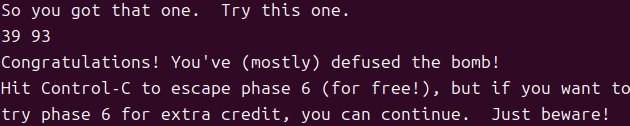 So you got that one.  Try this one.
39 93
Congratulations! You've (mostly) defused the bomb!
Hit Control-C to escape phase 6 (for free!), but if you want to
try phase 6 for extra credit, you can continue.  Just beware!